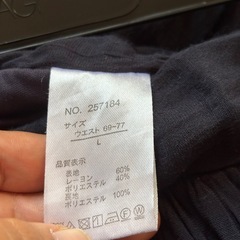 NO. 257184
サイズ
ウエスト 69~77
L
品質表示
表地 60%
レーヨン 40%
ポリエステル
裏地 100%
ポリエステル